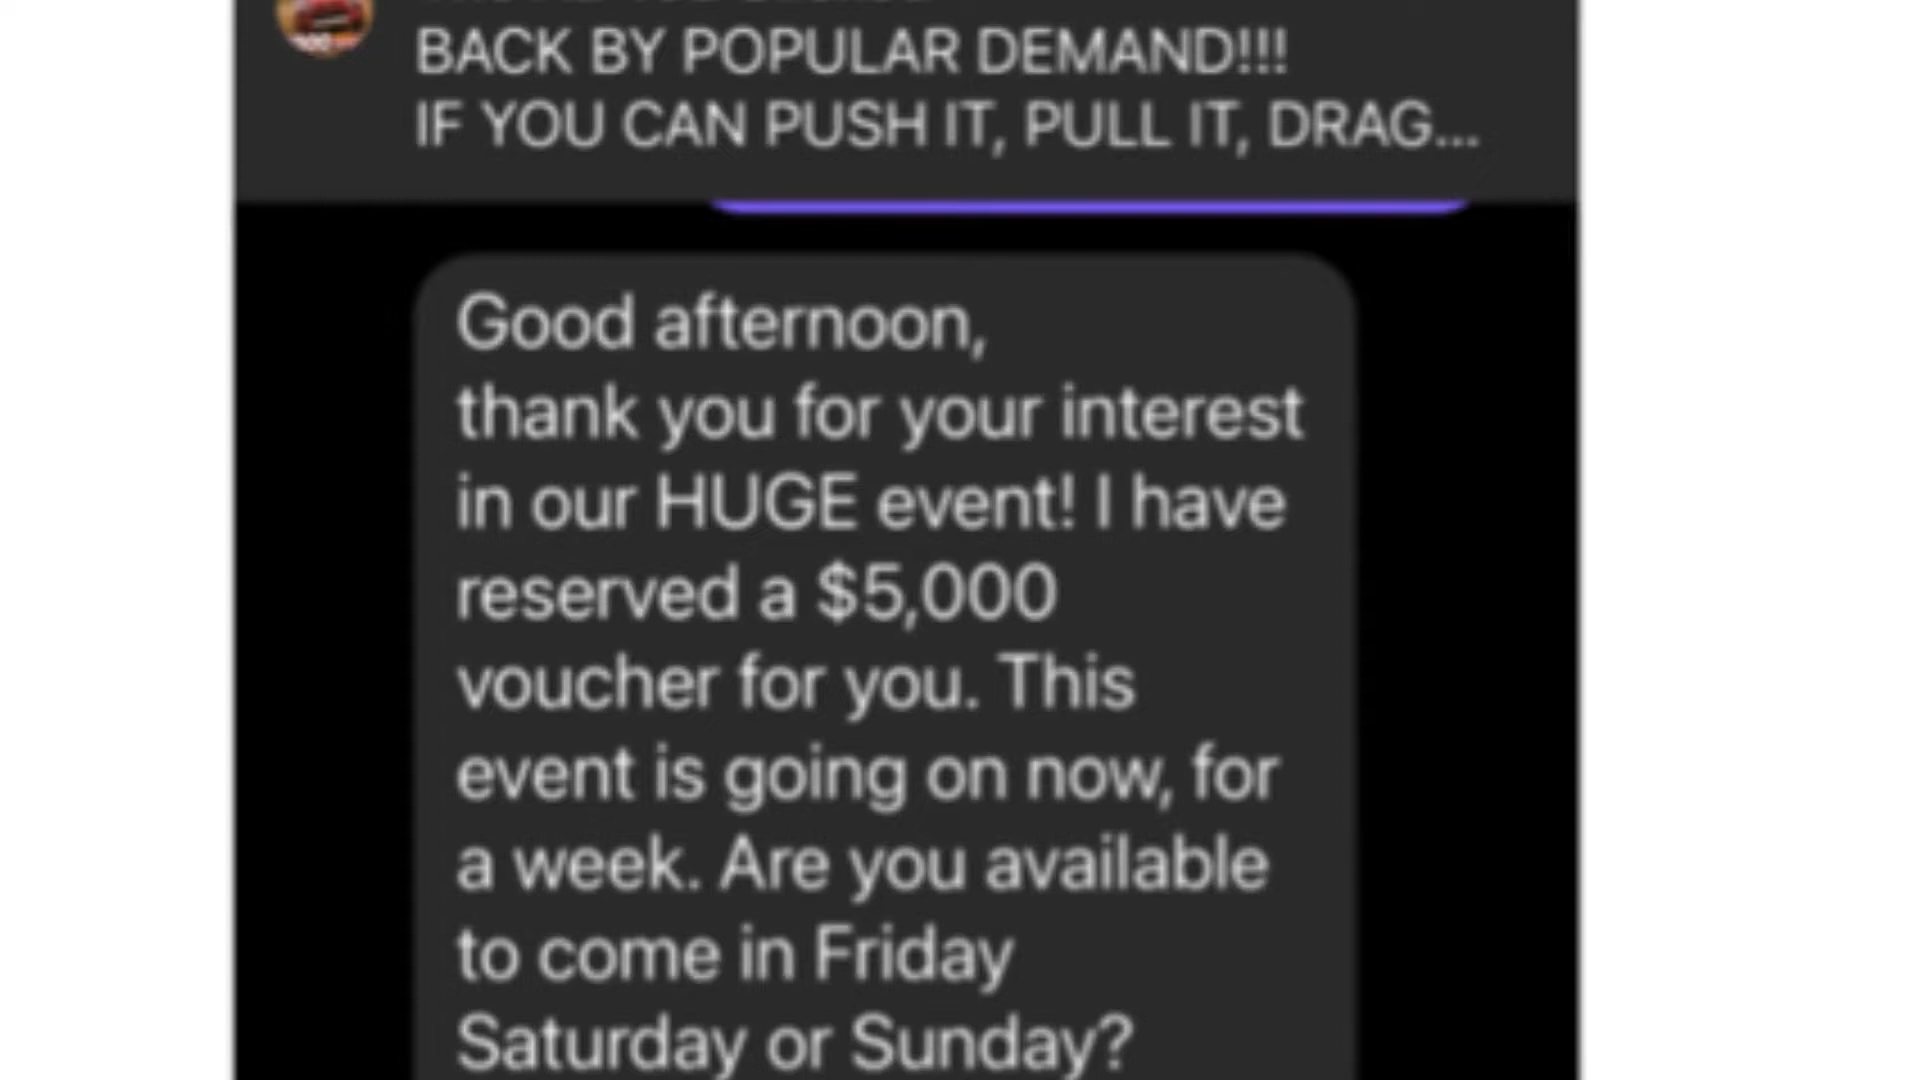 BACK BY POPULAR DEMAND!!!
IF YOU CAN PUSH IT, PULL IT, DRAG...
Good afternoon,
thank you for your interest
in our HUGE event! I have
reserved a $5,000
voucher for you. This
event is going on now, for
a week. Are you available
to come in Friday
Saturday or Sunday?